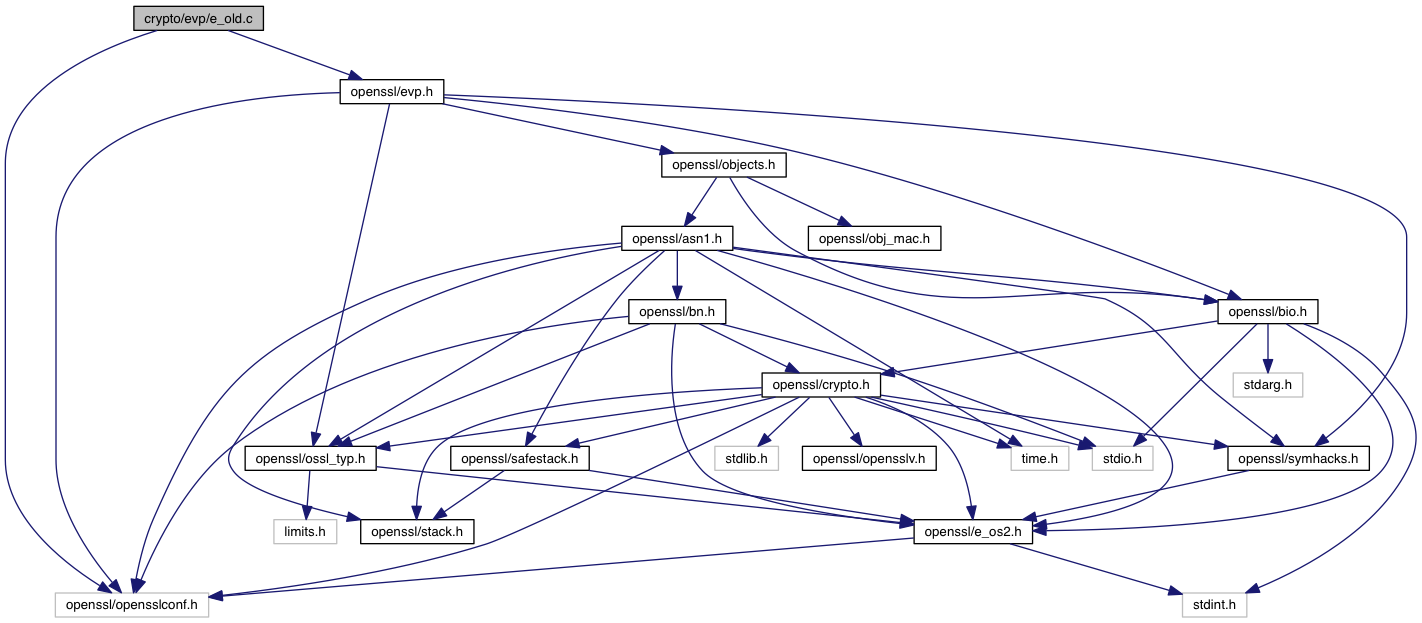 crypto/evp/e_old.c
openssl/evp.h
openssl/objects.h
openssl/asn1.h
openssl/obj_mac.h
openssl/bn.h
openssl/bio.h
openssl/crypto.h
stdarg.h
openssl/ossl_typ.h
openssl/safestack.h
stdlib.h
openssl/opensslv.h
time.h
stdio.h
openssl/symhacks.h
limits.h
openssl/stack.h
openssl/e_os2.h
openssl/opensslconf.h
stdint.h